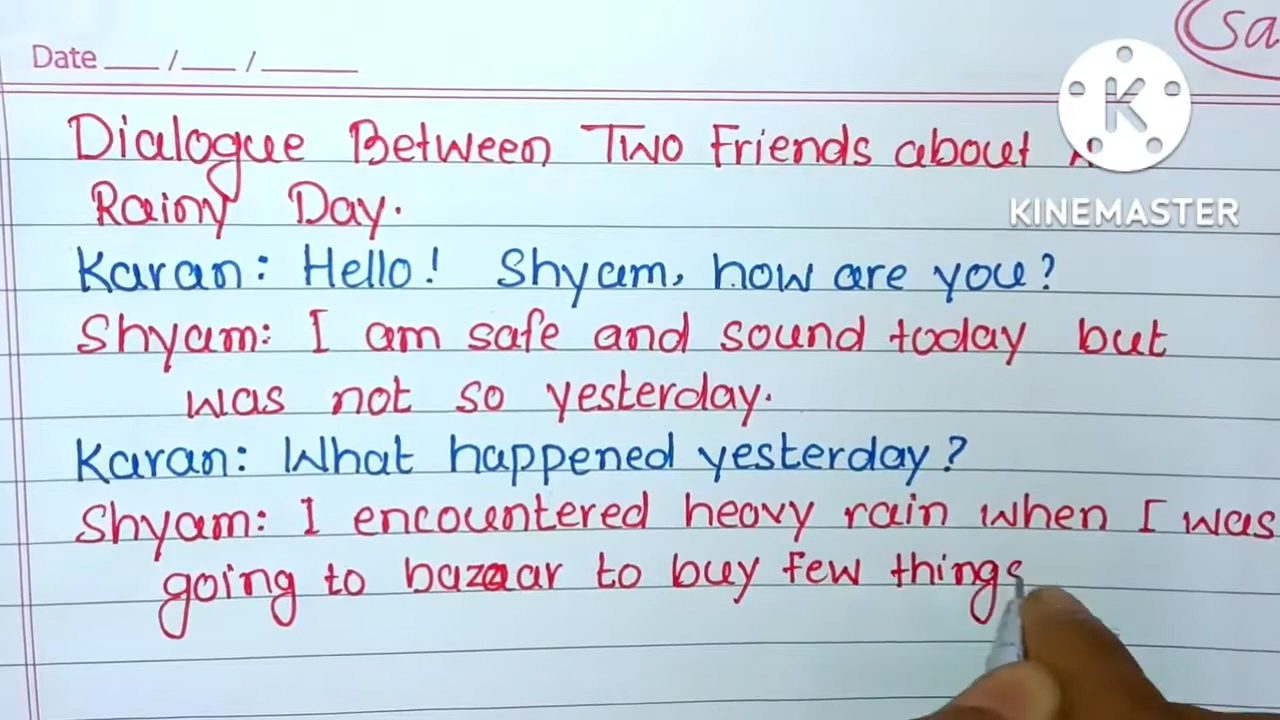 Sa
Date ___/___/_____
K
KINEMASTER
Dialogue Between Two Friends about
Rainy Day.
Karan: Hello! Shyam, how are you?
Shyam: I am safe and sound today but
was not so yesterday.
Karan: What happened yesterday?
Shyam: I encountered heavy rain when I was
going to bazaar to buy few things